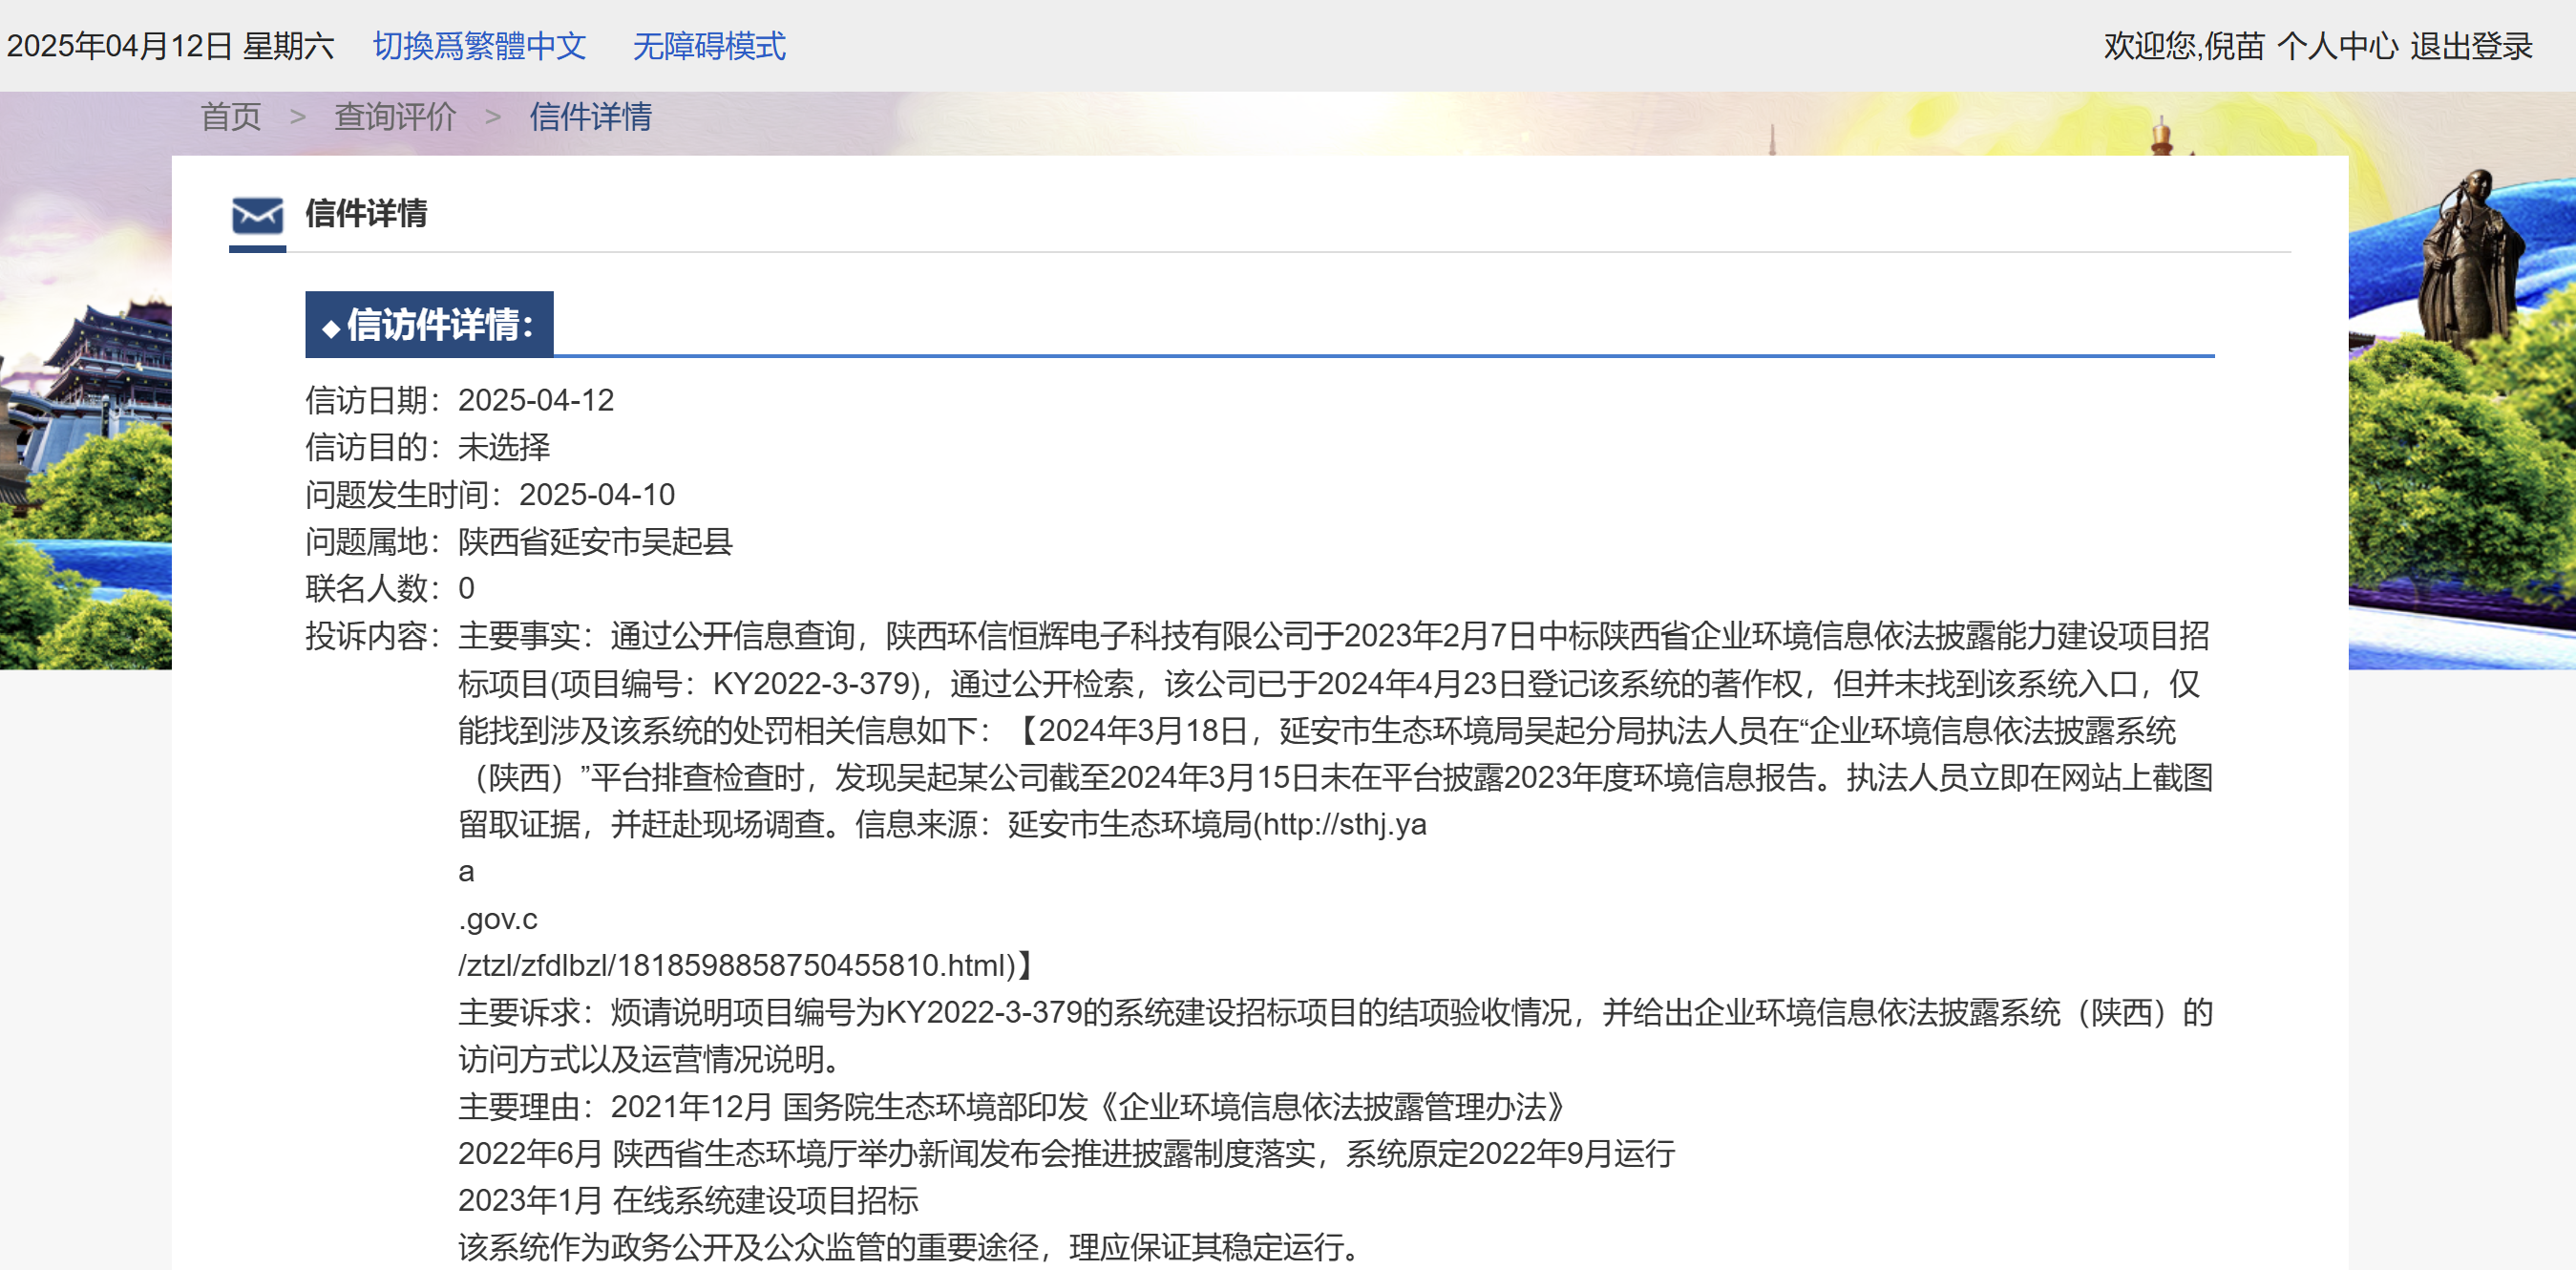 2025年04月12日 星期六 切換爲繁體中文 无障碍模式 欢迎您,倪苗 个人中心 退出登录
首页 > 查询评价 > 信件详情
信件详情
◆信访件详情：
信访日期：2025-04-12
信访目的：未选择
问题发生时间：2025-04-10
问题属地：陕西省延安市吴起县
联名人数：0
投诉内容：主要事实：通过公开信息查询，陕西环信恒辉电子科技有限公司于2023年2月7日中标陕西省企业环境信息依法披露能力建设项目招
标项目(项目编号：KY2022-3-379)，通过公开检索，该公司已于2024年4月23日登记该系统的著作权，但并未找到该系统入口，仅
能找到涉及该系统的处罚相关信息如下：【2024年3月18日，延安市生态环境局吴起分局执法人员在“企业环境信息依法披露系统
（陕西）”平台排查检查时，发现吴起某公司截至2024年3月15日未在平台披露2023年度环境信息报告。执法人员立即在网站上截图
留取证据，并赶赴现场调查。信息来源：延安市生态环境局(http://sthj.ya
a
.gov.c
/ztzl/zfdlbzl/1818598858750455810.html)】
主要诉求：烦请说明项目编号为KY2022-3-379的系统建设招标项目的结项验收情况，并给出企业环境信息依法披露系统（陕西）的
访问方式以及运营情况说明。
主要理由：2021年12月 国务院生态环境部印发《企业环境信息依法披露管理办法》
2022年6月 陕西省生态环境厅举办新闻发布会推进披露制度落实，系统原定2022年9月运行
2023年1月 在线系统建设项目招标
该系统作为政务公开及公众监管的重要途径，理应保证其稳定运行。